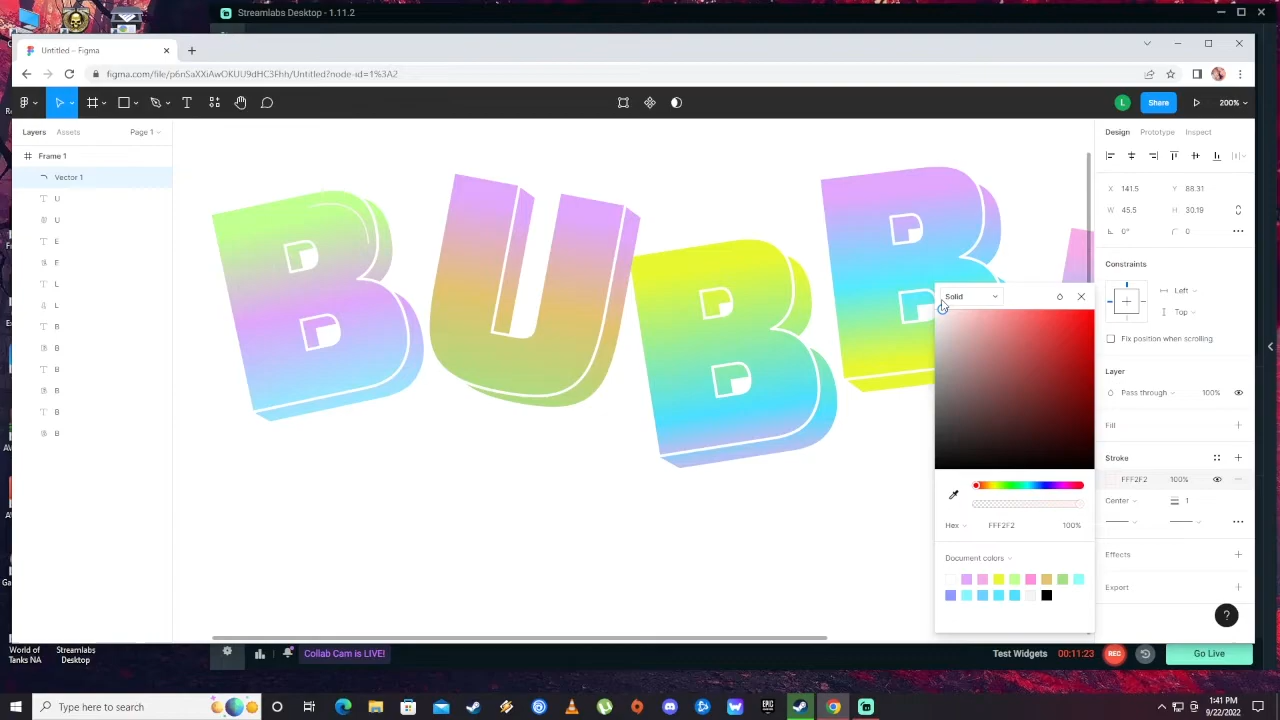 Streamlabs Desktop - 1.11.2
Untitled – Figma
figma.com/file/p6nSaXXiAwOKUU9dHC3Fhh/Untitled?node-id=1%3A2
L
Share
200%
Layers
Assets
Page 1
Frame 1
Vector 1
U
U
E
E
L
L
B
B
B
B
B
B
BUBB
Design
Prototype
Inspect
X
141.5
Y
88.31
W
45.5
H
30.19
0°
0
Constraints
Left
Top
Fix position when scrolling
Layer
Pass through
100%
Fill
Stroke
FFF2F2
100%
Center
1
Effects
Export
?
Solid
Hex
FFF2F2
100%
Document colors
World of
Tanks NA
Streamlabs
Desktop
Collab Cam is LIVE!
Test Widgets
00:11:23
REC
Go Live
Type here to search
EPIC
1:41 PM
9/22/2022